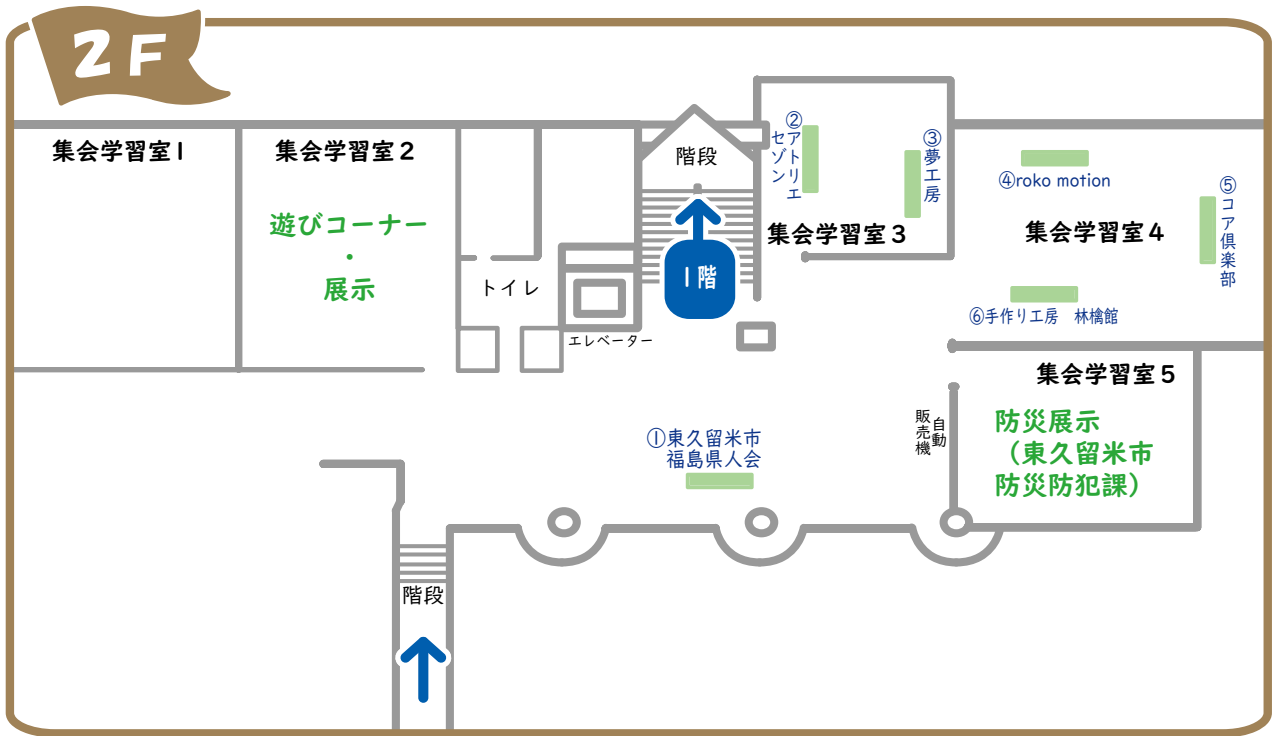 2F
集会学習室1
集会学習室2
遊びコーナー
・
展示
トイレ
エレベーター
階段
1階
②アトリエ
セゾン
③夢工房
集会学習室3
④roko motion
集会学習室4
⑤コア倶楽部
⑥手作り工房　林檎館
集会学習室5
防災展示
（東久留米市
防災防犯課）
自動
販売機
①東久留米市
福島県人会
階段